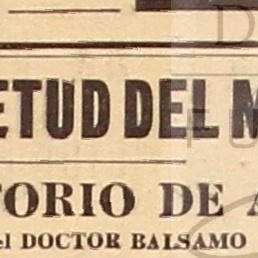 ETUD DEL M
TORIO DE A
el DOCTOR BALSAMO